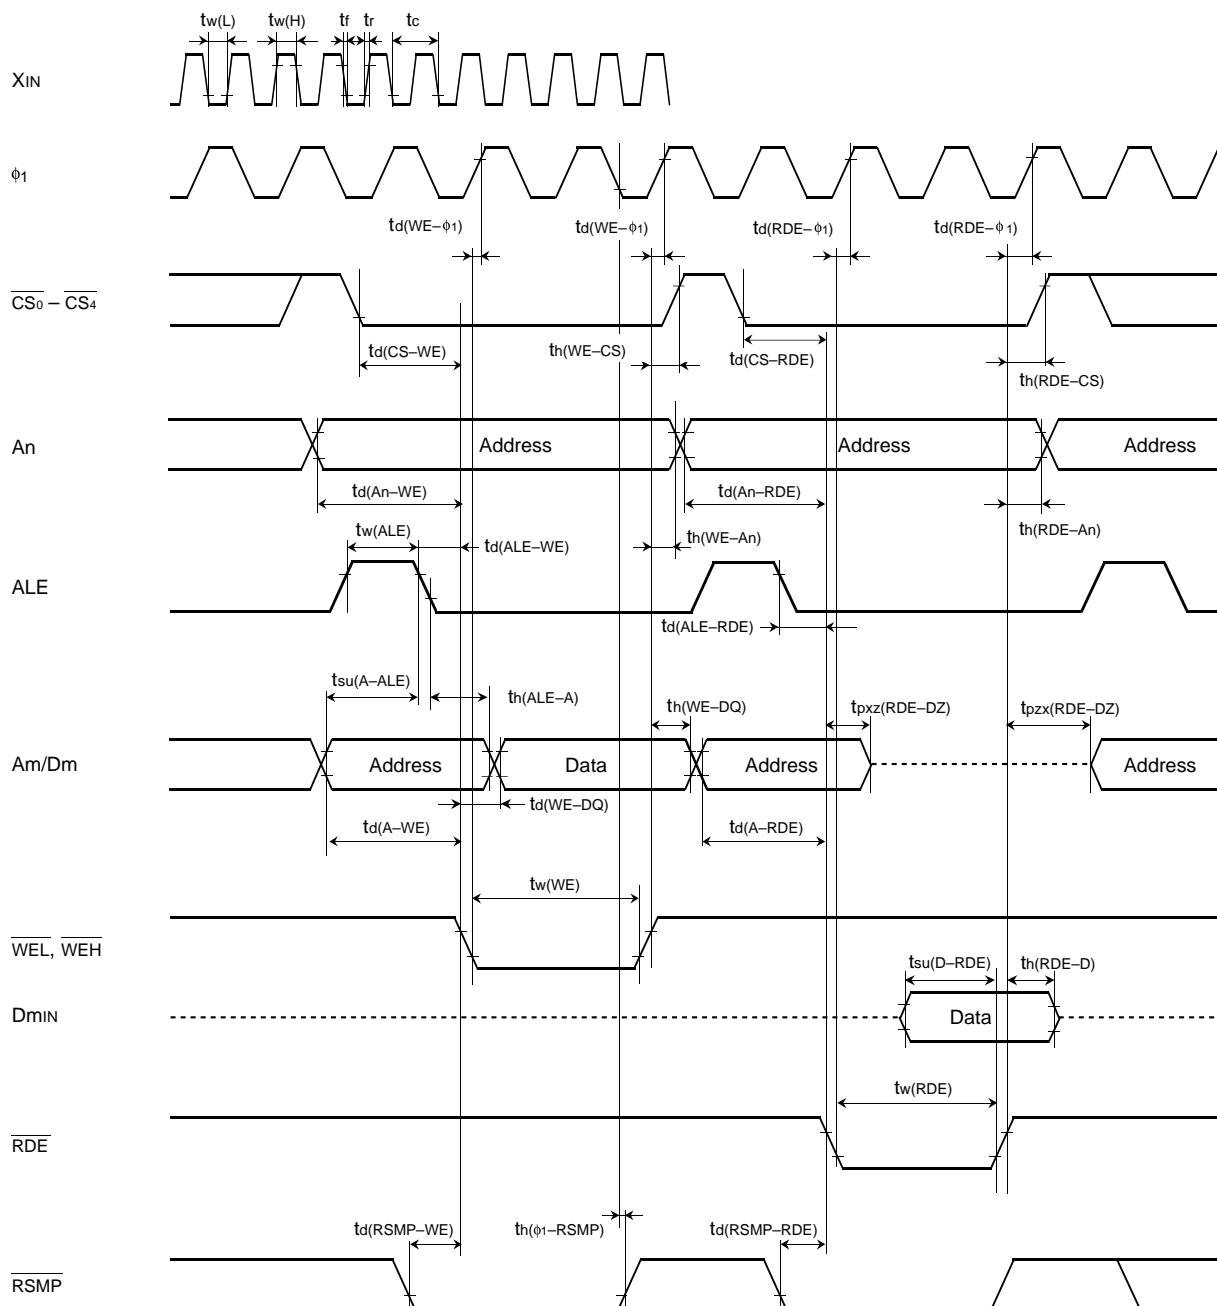 tw(L) tw(H) tf tr tc
XIN
ϕ1
td(WE–ϕ1) td(WE–ϕ1) td(RDE–ϕ1) td(RDE–ϕ1)
CS0 – CS4
td(CS–WE) th(WE–CS) td(CS–RDE) th(RDE–CS)
An Address Address Address
td(An–WE) td(An–RDE)
tw(ALE) td(ALE–WE) th(WE–An) th(RDE–An)
ALE
td(ALE–RDE)
tsu(A–ALE) th(ALE–A) th(WE–DQ) tpxz(RDE–DZ) tpzx(RDE–DZ)
Am/Dm Address Data Address Address
td(WE–DQ)
td(A–WE) td(A–RDE)
tw(WE)
WEL, WEH
tsu(D–RDE) th(RDE–D)
DmIN Data
tw(RDE)
RDE
td(RSMP–WE) th(ϕ1–RSMP) td(RSMP–RDE)
RSMP